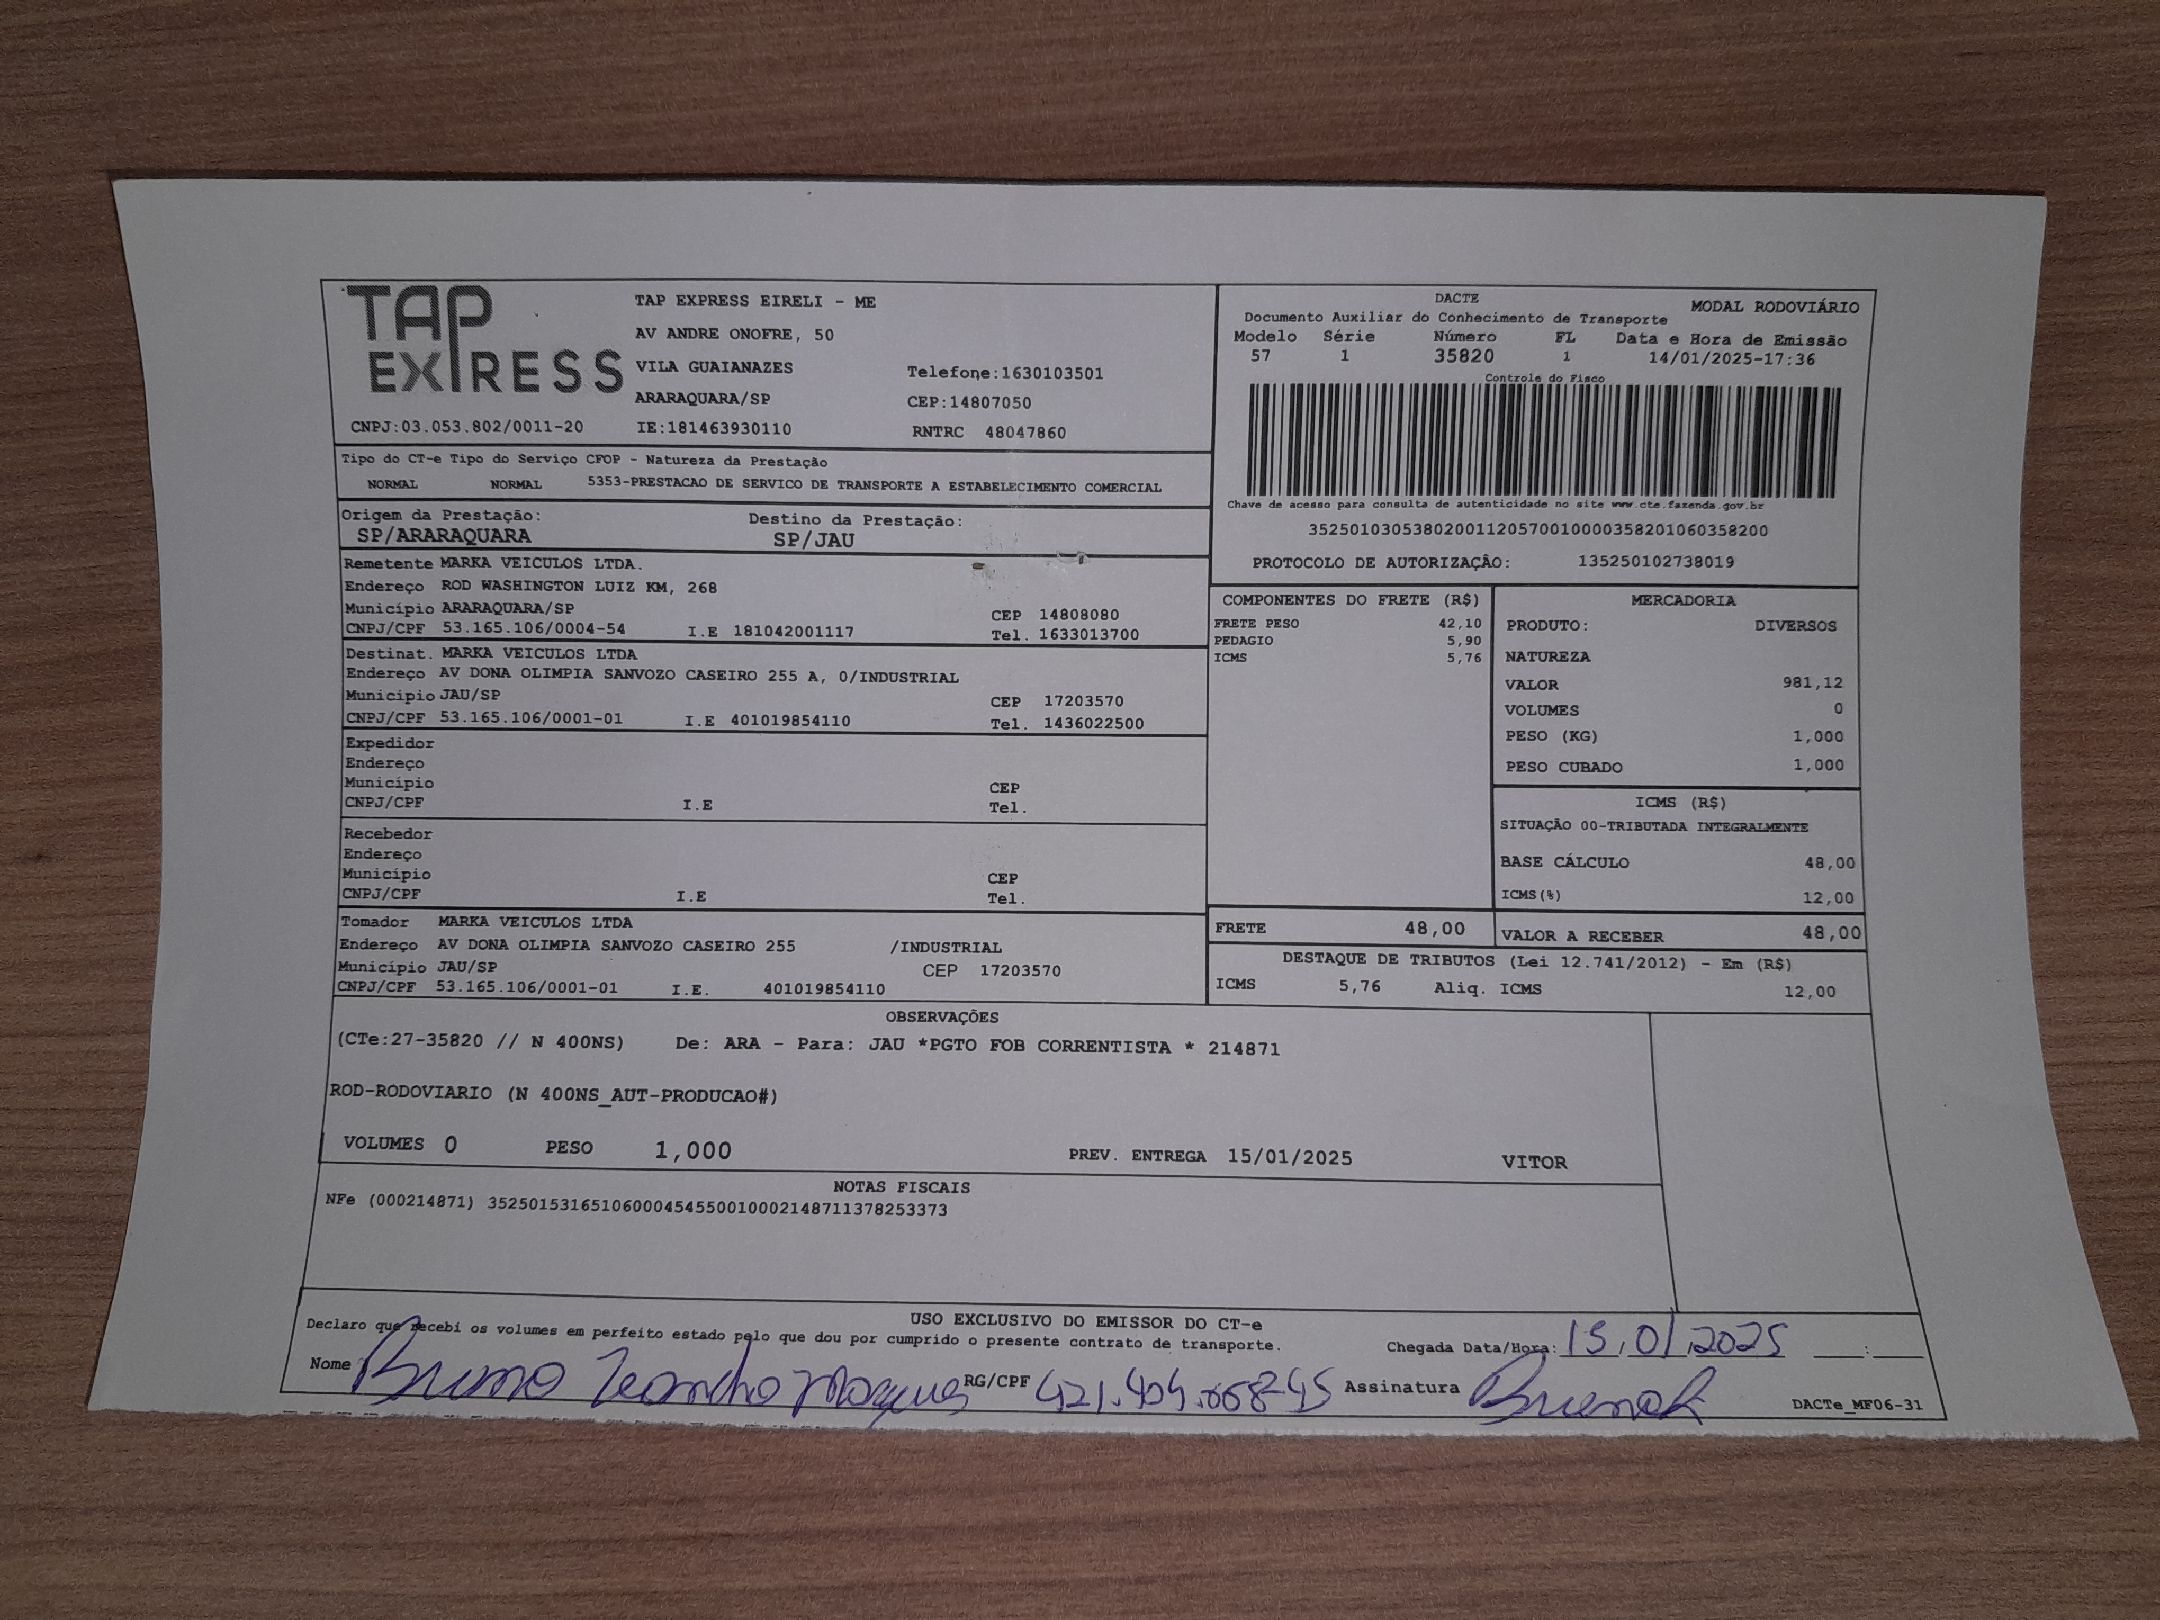 TAP EXPRESS
TAP EXPRESS EIRELI - ME
AV ANDRE ONOFRE, 50
VILA GUAIANAZES
Telefone:1630103501
ARARAQUARA/SP
CEP:14807050
CNPJ:03.053.802/0011-20
IE:181463930110
RNTRC 48047860
DACTE
MODAL RODOVIÁRIO
Documento Auxiliar do Conhecimento de Transporte
Modelo Série Número FL Data e Hora de Emissão
57 1 35820 1 14/01/2025-17:36
Controle do Fisco
Chave de acesso para consulta de autenticidade no site www.cte.fazenda.gov.br
35250103053802001120570010000358201060358200
PROTOCOLO DE AUTORIZAÇÃO: 135250102738019
Tipo do CT-e Tipo do Serviço CFOP - Natureza da Prestação
NORMAL NORMAL 5353-PRESTACAO DE SERVICO DE TRANSPORTE A ESTABELECIMENTO COMERCIAL
Origem da Prestação: Destino da Prestação:
SP/ARARAQUARA SP/JAU
Remetente MARKA VEICULOS LTDA.
Endereço ROD WASHINGTON LUIZ KM, 268
Município ARARAQUARA/SP CEP 14808080
CNPJ/CPF 53.165.106/0004-54 I.E 181042001117 Tel. 1633013700
Destinat. MARKA VEICULOS LTDA
Endereço AV DONA OLIMPIA SANVOZO CASEIRO 255 A, 0/INDUSTRIAL
Município JAU/SP CEP 17203570
CNPJ/CPF 53.165.106/0001-01 I.E 401019854110 Tel. 1436022500
Expedidor
Endereço
Município CEP
CNPJ/CPF I.E Tel.
Recebedor
Endereço
Município CEP
CNPJ/CPF I.E Tel.
Tomador MARKA VEICULOS LTDA
Endereço AV DONA OLIMPIA SANVOZO CASEIRO 255 /INDUSTRIAL
Município JAU/SP CEP 17203570
CNPJ/CPF 53.165.106/0001-01 I.E. 401019854110
COMPONENTES DO FRETE (R$)
FRETE PESO 42,10
PEDAGIO 5,90
ICMS 5,76
MERCADORIA
PRODUTO: DIVERSOS
NATUREZA
VALOR 981,12
VOLUMES 0
PESO (KG) 1,000
PESO CUBADO 1,000
ICMS (R$)
SITUAÇÃO 00-TRIBUTADA INTEGRALMENTE
BASE CÁLCULO 48,00
ICMS(%) 12,00
FRETE 48,00
VALOR A RECEBER 48,00
DESTAQUE DE TRIBUTOS (Lei 12.741/2012) - Em (R$)
ICMS 5,76 Aliq. ICMS 12,00
OBSERVAÇÕES
(CTe:27-35820 // N 400NS) De: ARA - Para: JAU *PGTO FOB CORRENTISTA * 214871
ROD-RODOVIARIO (N 400NS_AUT-PRODUCAO#)
VOLUMES 0 PESO 1,000 PREV. ENTREGA 15/01/2025 VITOR
NOTAS FISCAIS
NFe (000214871) 35250153165106000454550010002148711378253373
USO EXCLUSIVO DO EMISSOR DO CT-e
Declaro que recebi os volumes em perfeito estado pelo que dou por cumprido o presente contrato de transporte.
Chegada Data/Hora: 15.01.2025 ____:____
Nome Bruno Marques RG/CPF Assinatura
DACTe_MF06-31